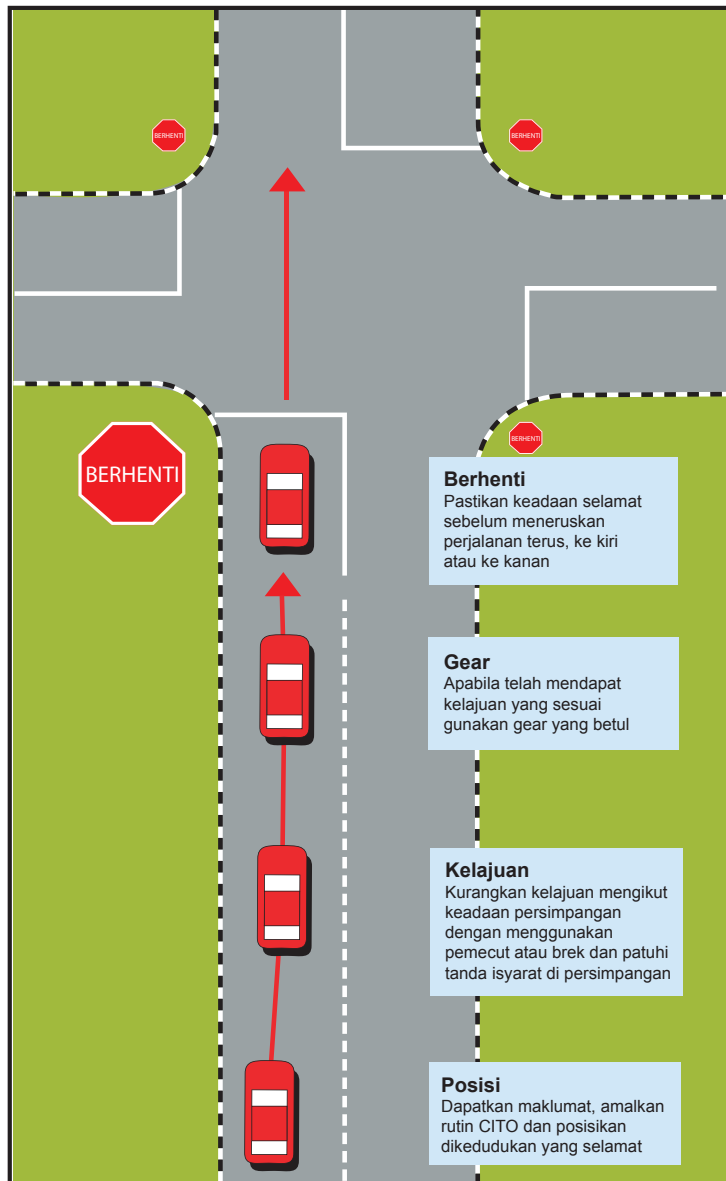 BERHENTI
BERHENTI
BERHENTI
BERHENTI
Berhenti
Pastikan keadaan selamat
sebelum meneruskan
perjalanan terus, ke kiri
atau ke kanan
Gear
Apabila telah mendapat
kelajuan yang sesuai
gunakan gear yang betul
Kelajuan
Kurangkan kelajuan mengikut
keadaan persimpangan
dengan menggunakan
pemecut atau brek dan patuhi
tanda isyarat di persimpangan
Posisi
Dapatkan maklumat, amalkan
rutin CITO dan posisikan
dikedudukan yang selamat